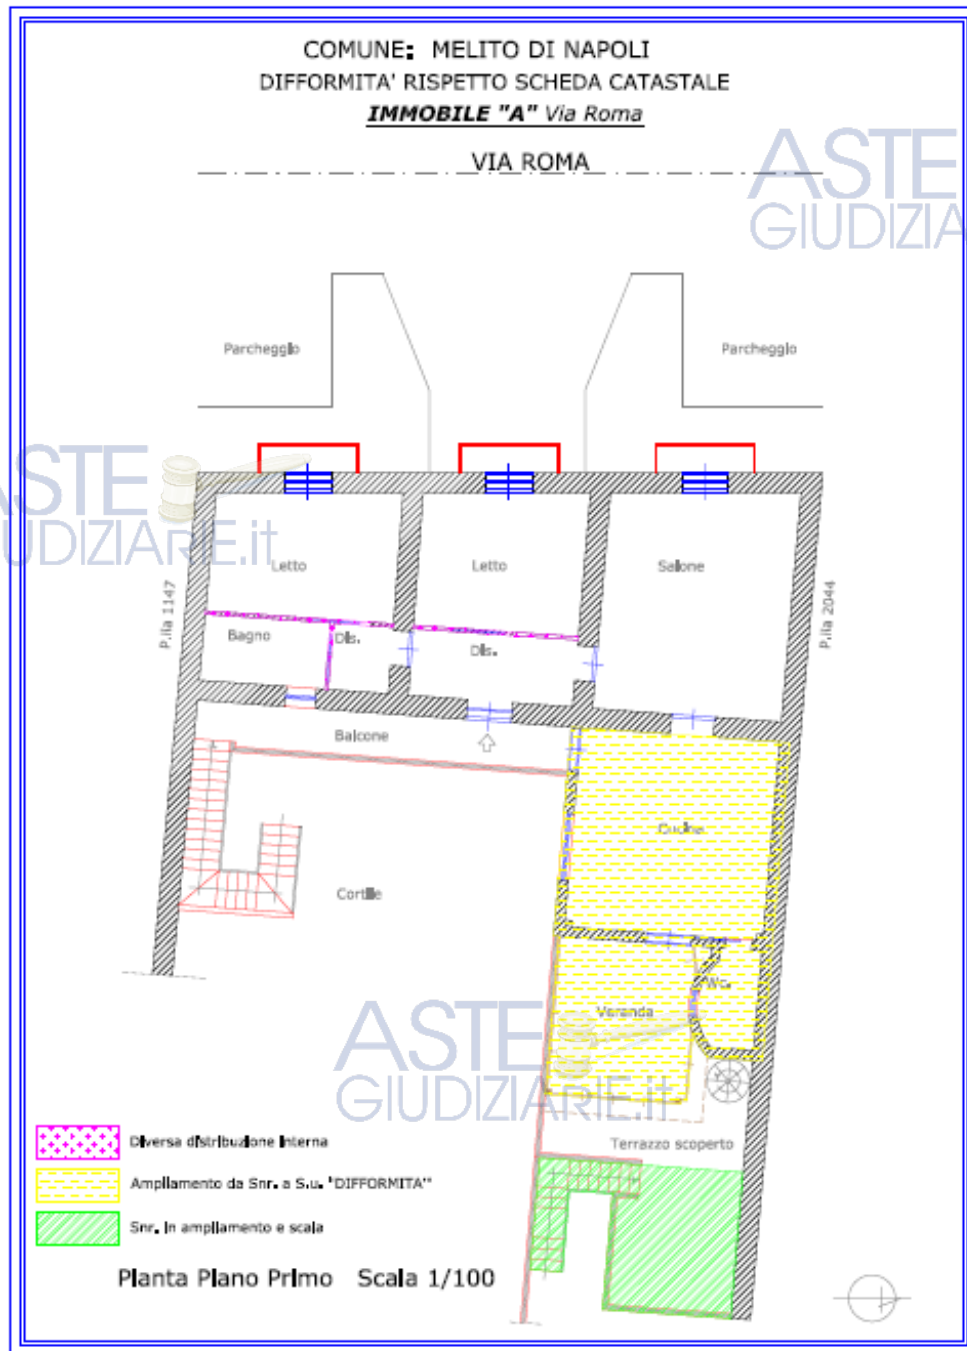 COMUNE: MELITO DI NAPOLI
DIFFORMITA' RISPETTO SCHEDA CATASTALE
IMMOBILE "A" Via Roma
VIA ROMA
ASTE
GIUDIZIA
Parcheggio
Parcheggio
ASTE
UDIZIARIE.it
Letto
Letto
Salone
P.lla 1147
P.lla 2044
Bagno
Dis.
Dis.
Balcone
Cucina
Cortile
Wc.
Veranda
ASTE
GIUDIZIARIE.it
Terrazzo scoperto
Diversa distribuzione interna
Ampliamento da Snr. a S.u. "DIFFORMITA'"
Snr. in ampliamento e scala
Pianta Piano Primo Scala 1/100